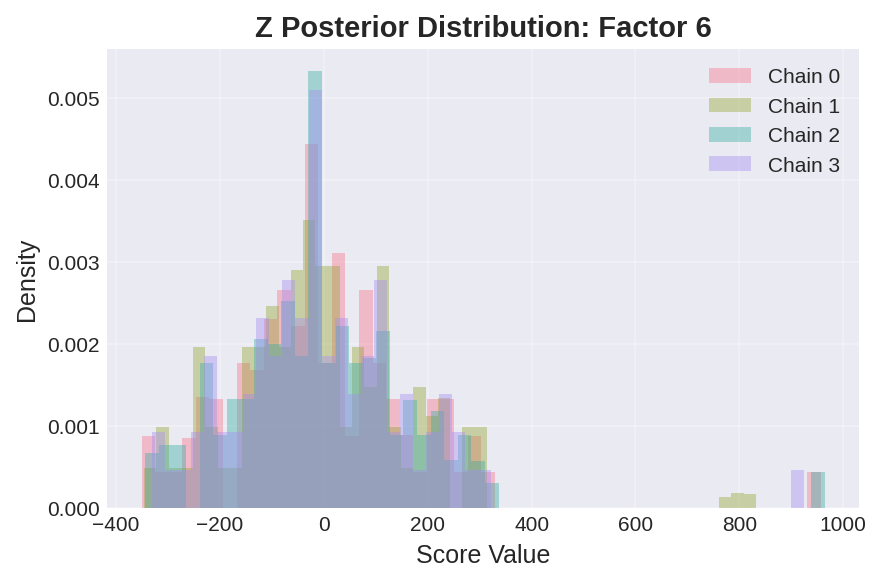 Z Posterior Distribution: Factor 6
Chain 0
Chain 1
Chain 2
Chain 3
Density
0.005
0.004
0.003
0.002
0.001
0.000
−400 −200 0 200 400 600 800 1000
Score Value